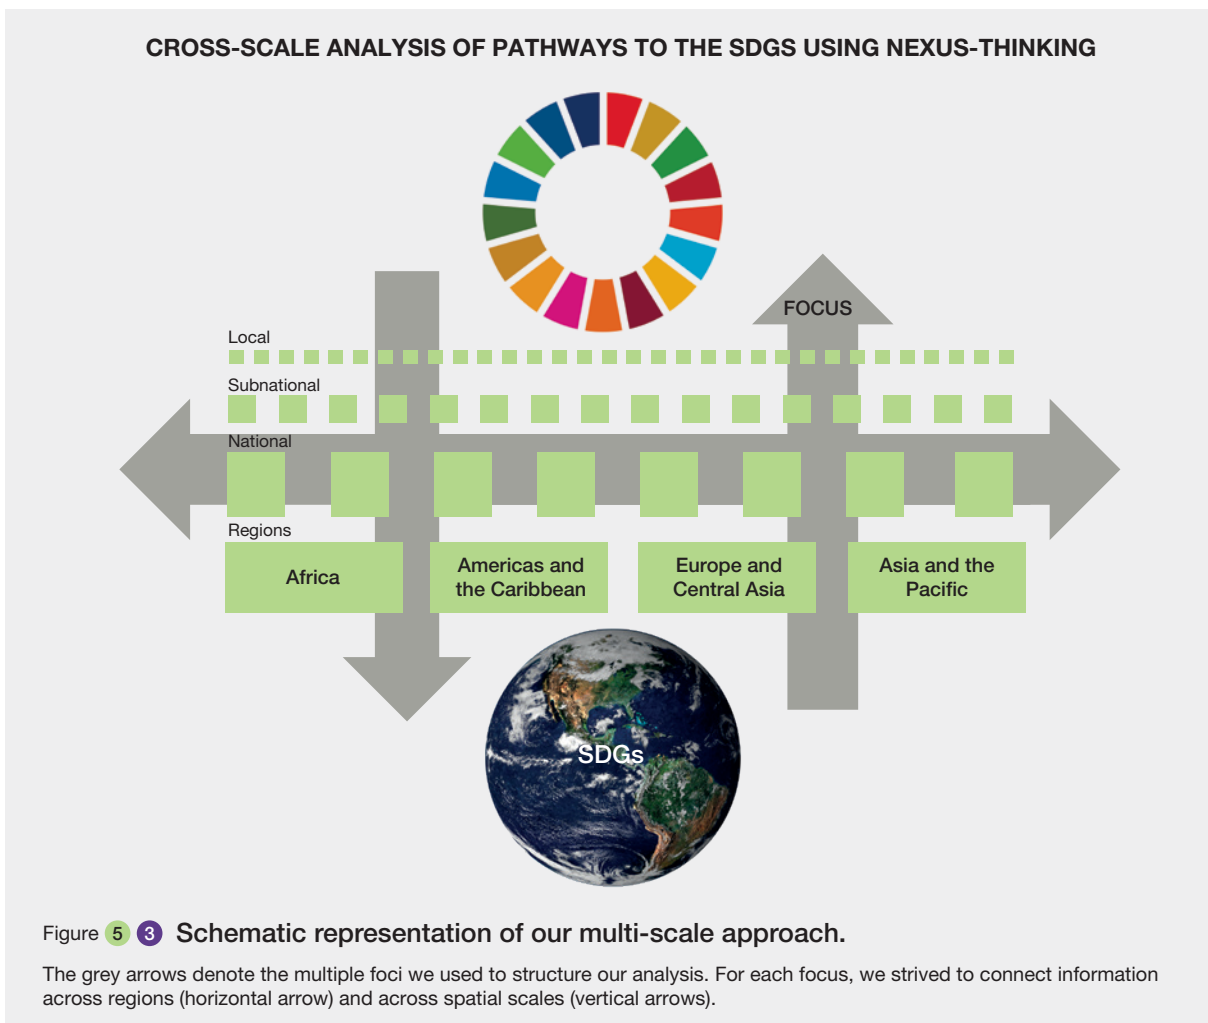 CROSS-SCALE ANALYSIS OF PATHWAYS TO THE SDGS USING NEXUS-THINKING
FOCUS
Local
Subnational
National
Regions
Africa
Americas and
the Caribbean
Europe and
Central Asia
Asia and the
Pacific
SDGs
Figure 5 3 Schematic representation of our multi-scale approach.
The grey arrows denote the multiple foci we used to structure our analysis. For each focus, we strived to connect information
across regions (horizontal arrow) and across spatial scales (vertical arrows).